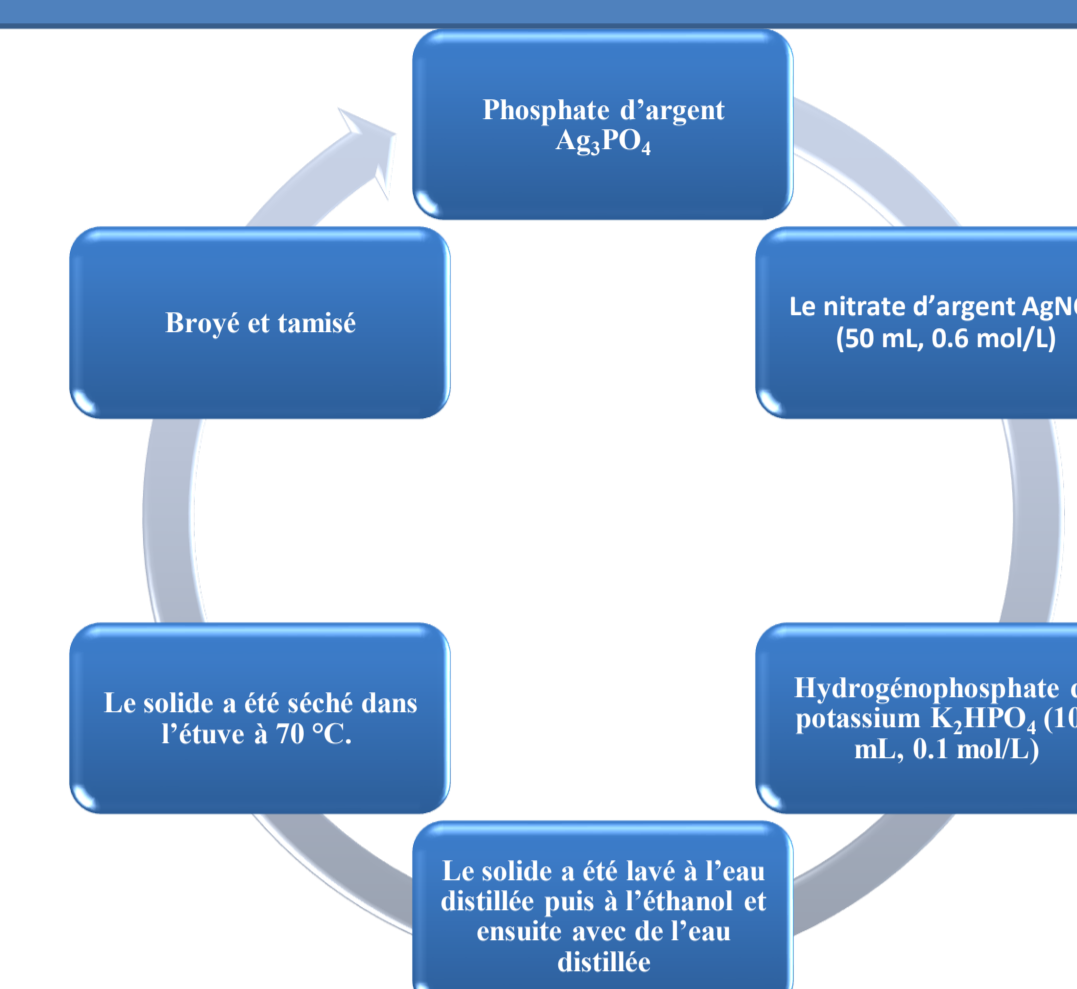 Phosphate d’argent
Ag₃PO₄
Le nitrate d’argent
(50 mL, 0.6 mol/L)
Hydrogénophosphate
potassium K₂HPO₄
mL, 0.1 mol/L)
Le solide a été lavé à l’eau
distillée puis à l’éthanol et
ensuite avec de l’eau
distillée
Le solide a été séché dans
l’étuve à 70 °C.
Broyé et tamisé